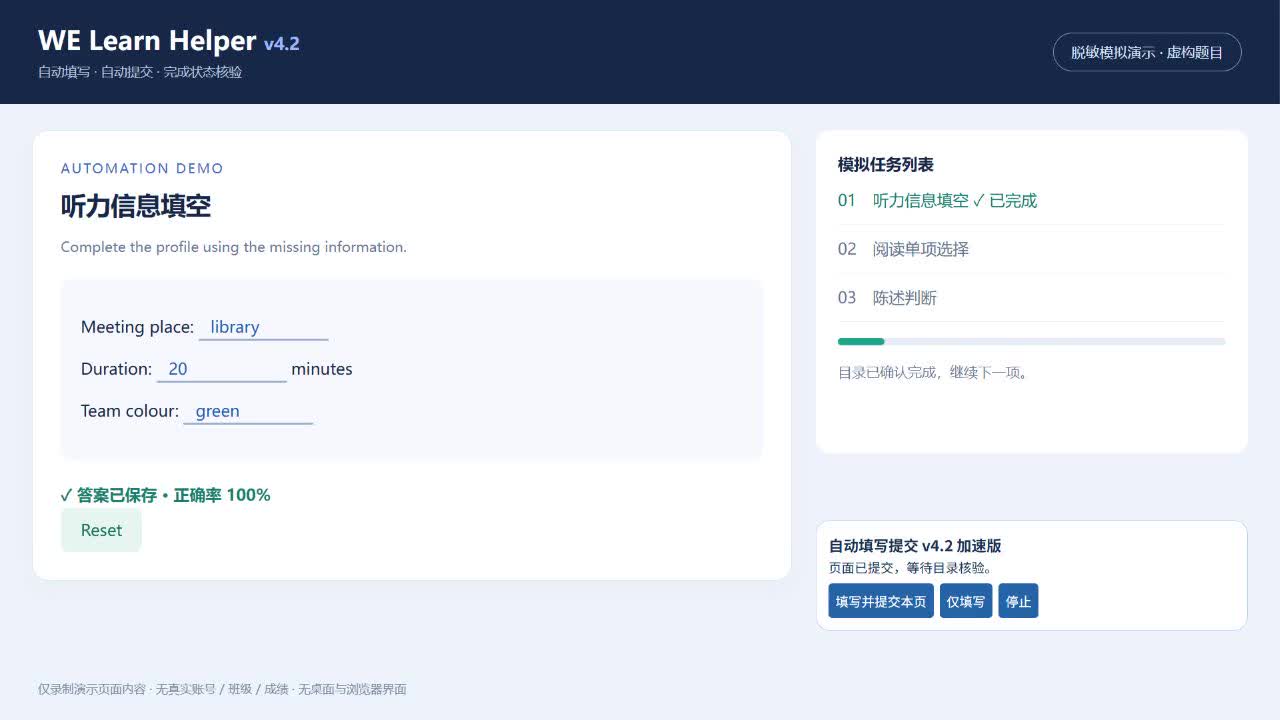 WE Learn Helper v4.2
自动填写 · 自动提交 · 完成状态核验
脱敏模拟演示 · 虚构题目
AUTOMATION DEMO
听力信息填空
Complete the profile using the missing information.
Meeting place: library
Duration: 20 minutes
Team colour: green
✓ 答案已保存 · 正确率 100%
Reset
模拟任务列表
01 听力信息填空 ✓ 已完成
02 阅读单项选择
03 陈述判断
目录已确认完成，继续下一项。
自动填写提交 v4.2 加速版
页面已提交，等待目录核验。
填写并提交本页 仅填写 停止
仅录制演示页面内容 · 无真实账号 / 班级 / 成绩 · 无桌面与浏览器界面